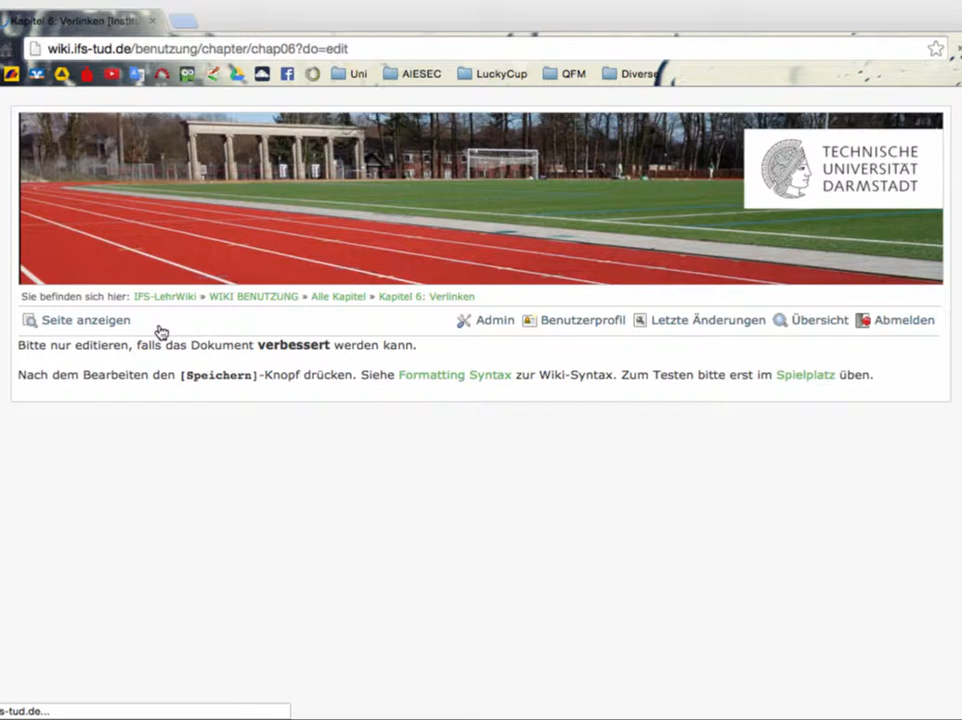 Kapitel 6: Verlinken [Institu
wiki.ifs-tud.de/benutzung/chapter/chap06?do=edit
Uni AIESEC LuckyCup QFM Diverse
TECHNISCHE
UNIVERSITÄT
DARMSTADT
Sie befinden sich hier: IFS-LehrWiki » WIKI BENUTZUNG » Alle Kapitel » Kapitel 6: Verlinken
Seite anzeigen Admin Benutzerprofil Letzte Änderungen Übersicht Abmelden
Bitte nur editieren, falls das Dokument verbessert werden kann.
Nach dem Bearbeiten den [Speichern]-Knopf drücken. Siehe Formatting Syntax zur Wiki-Syntax. Zum Testen bitte erst im Spielplatz üben.
s-tud.de...